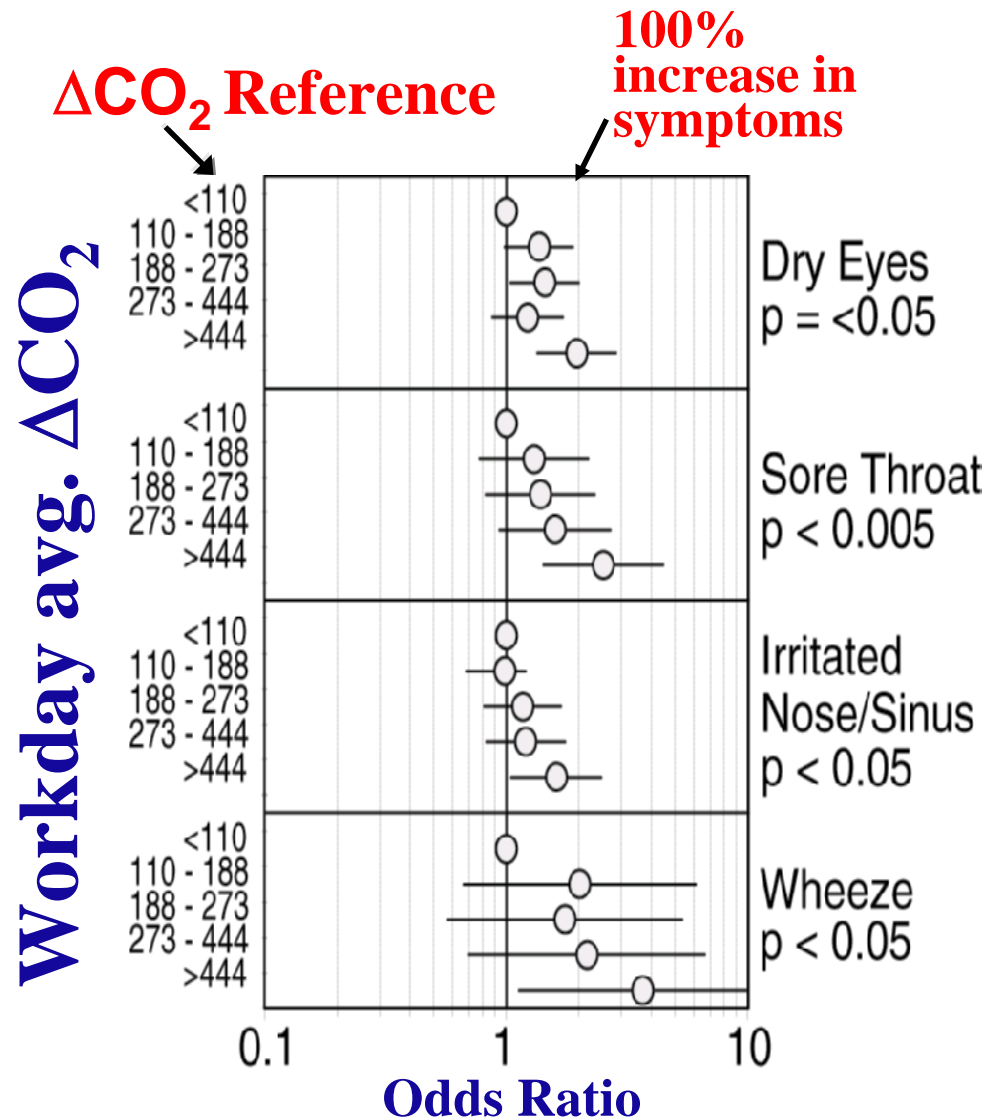 100%
increase in
symptoms
ΔCO₂ Reference
Workday avg. ΔCO₂
<110
110 - 188
188 - 273
273 - 444
>444
Dry Eyes
p = <0.05
<110
110 - 188
188 - 273
273 - 444
>444
Sore Throat
p < 0.005
<110
110 - 188
188 - 273
273 - 444
>444
Irritated
Nose/Sinus
p < 0.05
<110
110 - 188
188 - 273
273 - 444
>444
Wheeze
p < 0.05
0.1 1 10
Odds Ratio